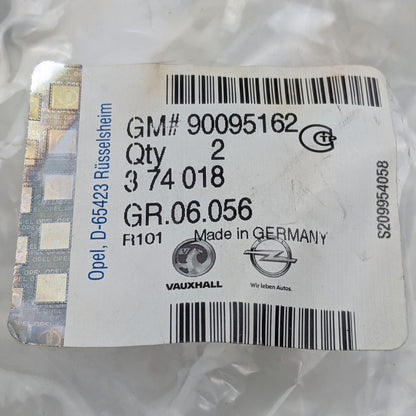 GM# 90095162
Qty 2
3 74 018
GR.06.056
R101 Made in GERMANY
VAUXHALL
Wir leben Autos.
Opel, D-65423 Rüsselsheim
S209954058